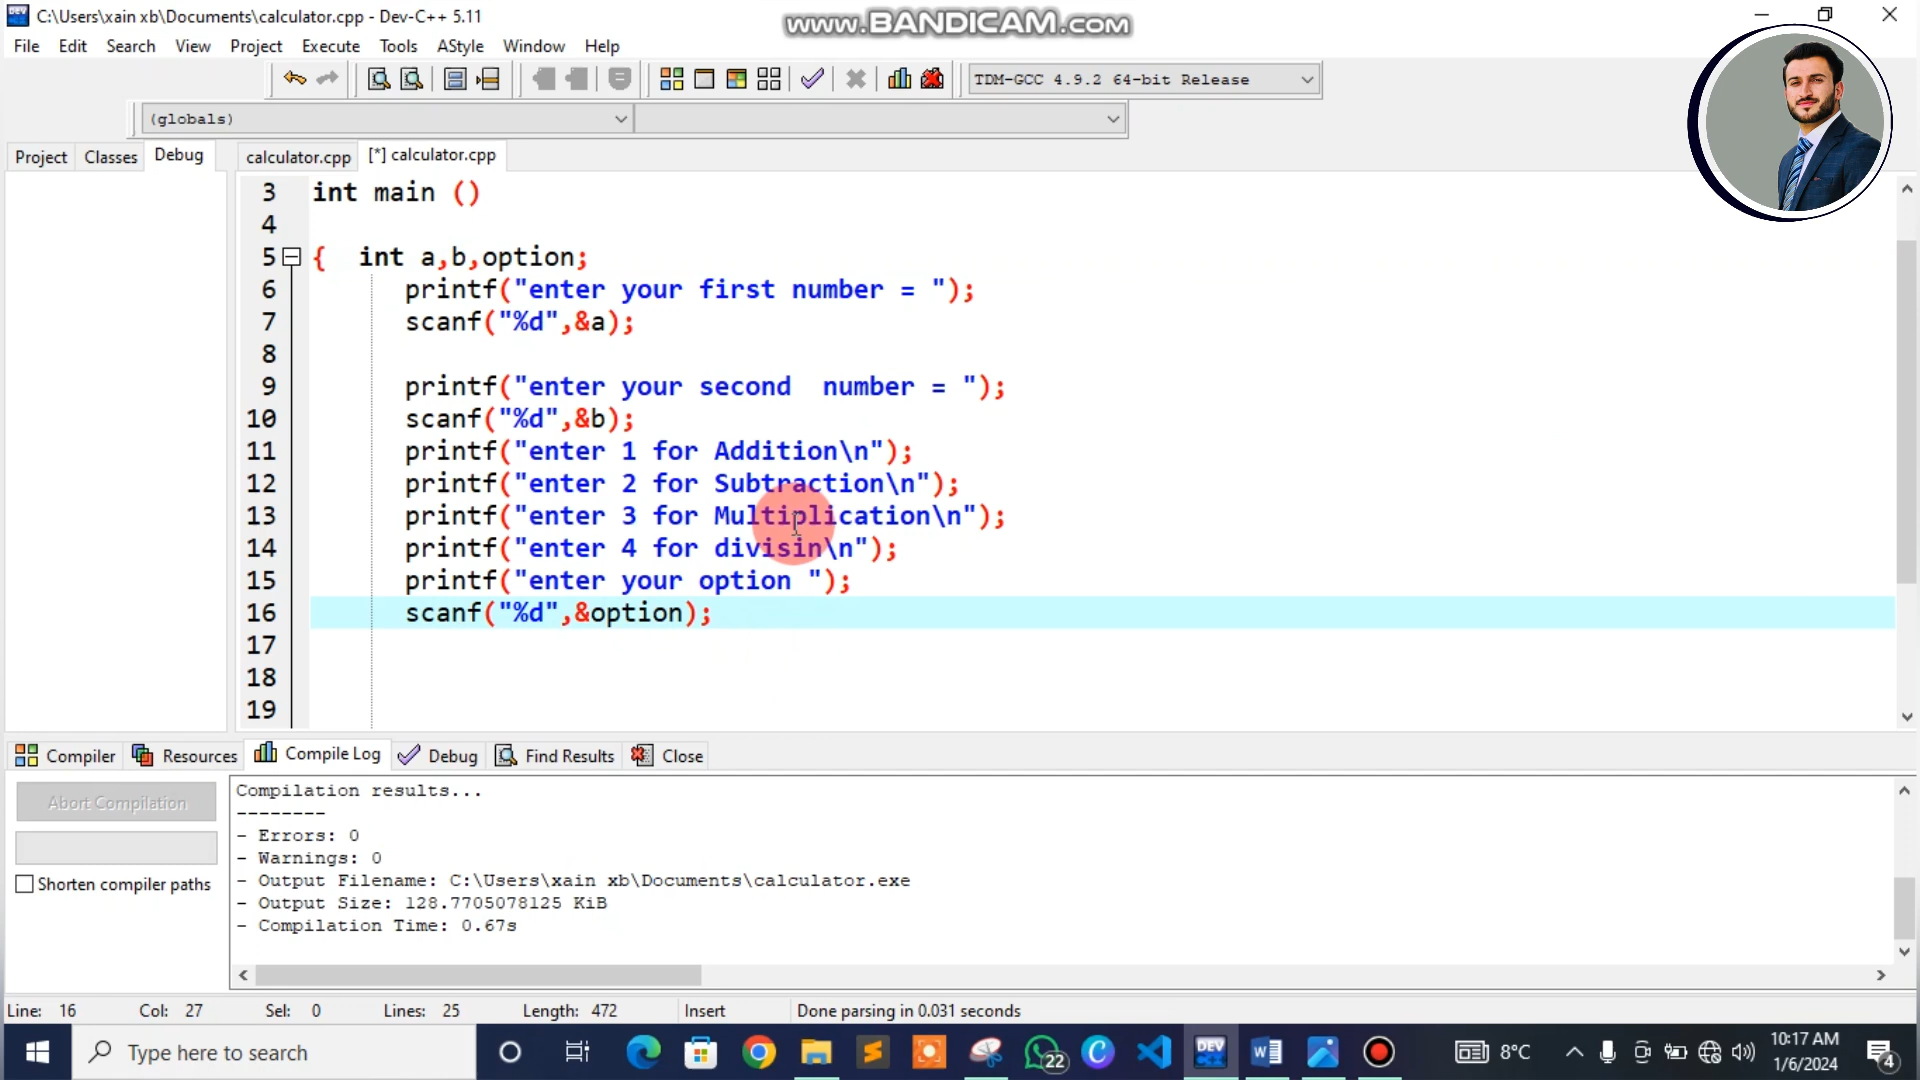 C:\Users\xain xb\Documents\calculator.cpp - Dev-C++ 5.11
www.BANDICAM.com
File Edit Search View Project Execute Tools AStyle Window Help
TDM-GCC 4.9.2 64-bit Release
(globals)
Project Classes Debug calculator.cpp [*] calculator.cpp
3 int main ()
4
5 { int a,b,option;
6 printf("enter your first number = ");
7 scanf("%d",&a);
8
9 printf("enter your second  number = ");
10 scanf("%d",&b);
11 printf("enter 1 for Addition\n");
12 printf("enter 2 for Subtraction\n");
13 printf("enter 3 for Multiplication\n");
14 printf("enter 4 for divisin\n");
15 printf("enter your option ");
16 scanf("%d",&option);
17
18
19
Compiler Resources Compile Log Debug Find Results Close
Abort Compilation
Shorten compiler paths
Compilation results...
--------
- Errors: 0
- Warnings: 0
- Output Filename: C:\Users\xain xb\Documents\calculator.exe
- Output Size: 128.7705078125 KiB
- Compilation Time: 0.67s
Line: 16 Col: 27 Sel: 0 Lines: 25 Length: 472 Insert Done parsing in 0.031 seconds
Type here to search
22
DEV
8°C
10:17 AM
1/6/2024
4